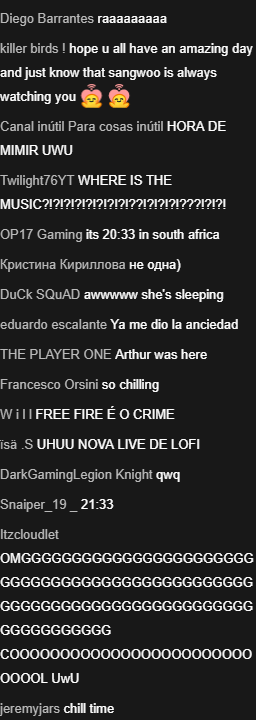 Diego Barrantes raaaaaaaaa
killer birds ! hope u all have an amazing day
and just know that sangwoo is always
watching you
Canal inútil Para cosas inútil HORA DE
MIMIR UWU
Twilight76YT WHERE IS THE
MUSIC?!?!?!?!?!?!?!?!??!?!?!?!???!?!?!
OP17 Gaming its 20:33 in south africa
Кристина Кириллова не одна)
DuCk SQuAD awwwww she's sleeping
eduardo escalante Ya me dio la anciedad
THE PLAYER ONE Arthur was here
Francesco Orsini so chilling
W i l l FREE FIRE É O CRIME
ïsä .S UHUU NOVA LIVE DE LOFI
DarkGamingLegion Knight qwq
Snaiper_19 _ 21:33
Itzcloudlet
OMGGGGGGGGGGGGGGGGGGGGGGG
GGGGGGGGGGGGGGGGGGGGGGGGG
GGGGGGGGGGGGGGGGGGGGGGGGG
GGGGGGGGGGG
COOOOOOOOOOOOOOOOOOOOOOOO
OOOOL UwU
jeremyjars chill time